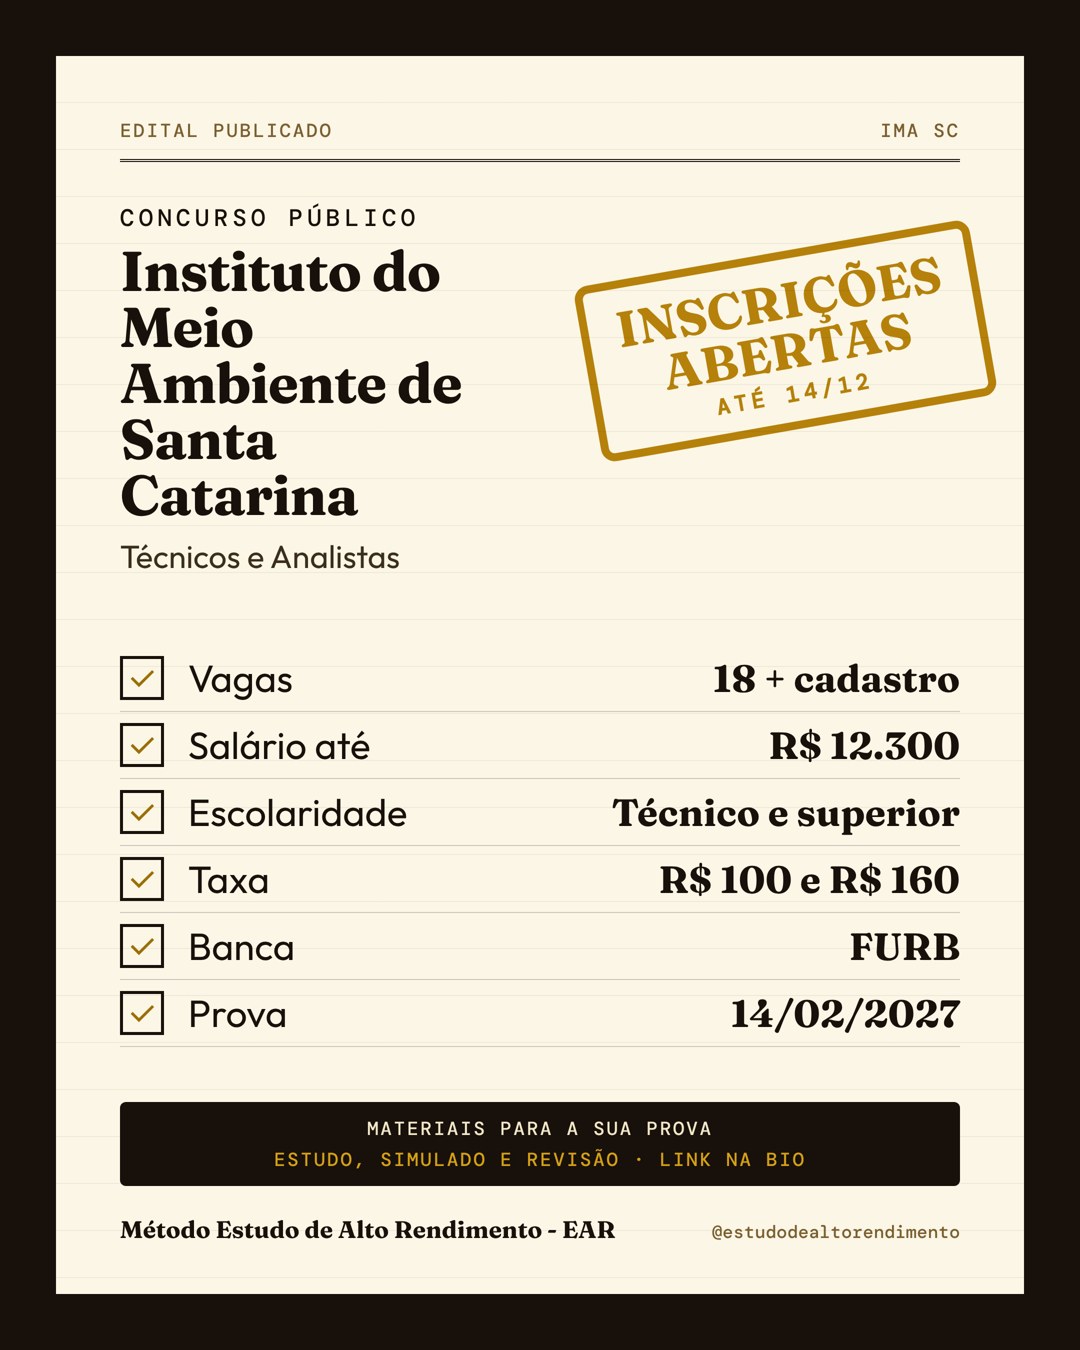 EDITAL PUBLICADO IMA SC
CONCURSO PÚBLICO
Instituto do
Meio
Ambiente de
Santa
Catarina
Técnicos e Analistas
INSCRIÇÕES
ABERTAS
ATÉ 14/12
Vagas 18 + cadastro
Salário até R$ 12.300
Escolaridade Técnico e superior
Taxa R$ 100 e R$ 160
Banca FURB
Prova 14/02/2027
MATERIAIS PARA A SUA PROVA
ESTUDO, SIMULADO E REVISÃO · LINK NA BIO
Método Estudo de Alto Rendimento - EAR @estudodealtorendimento